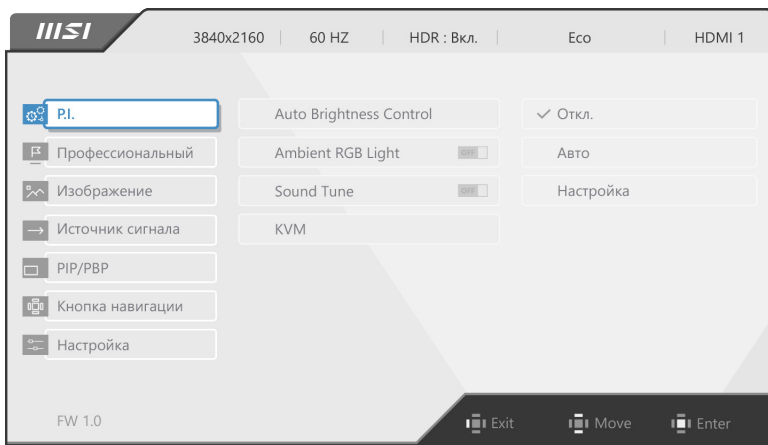 msi 3840x2160 60 HZ HDR : Вкл. Eco HDMI 1
P.I. Auto Brightness Control Откл.
Профессиональный Ambient RGB Light OFF Авто
Изображение Sound Tune OFF Настройка
Источник сигнала KVM
PIP/PBP
Кнопка навигации
Настройка
FW 1.0 Exit Move Enter